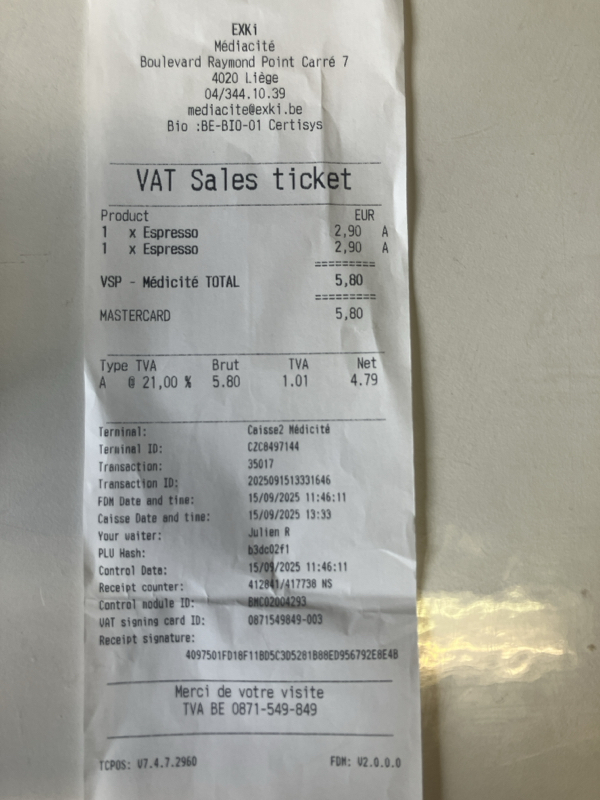 EXKi
Médiacité
Boulevard Raymond Point Carré 7
4020 Liège
04/344.10.39
mediacite@exki.be
Bio :BE-BIO-01 Certisys
VAT Sales ticket
Product EUR
1 x Espresso 2,90 A
1 x Espresso 2,90 A
=========
VSP - Médicité TOTAL 5,80
=========
MASTERCARD 5,80
Type TVA Brut TVA Net
A @ 21,00 % 5.80 1.01 4.79
Terminal: Caisse2 Médicité
Terminal ID: CZC8497144
Transaction: 35017
Transaction ID: 2025091513331646
FDM Date and time: 15/09/2025 11:46:11
Caisse Date and time: 15/09/2025 13:33
Your waiter: Julien R
PLU Hash: b3dc02f1
Control Data: 15/09/2025 11:46:11
Receipt counter: 412841/417738 NS
Control module ID: BMC02004293
VAT signing card ID: 0871549849-003
Receipt signature:
4097501FD18F11BD5C3D5281B88ED956792E8E4B
Merci de votre visite
TVA BE 0871-549-849
TCPOS: V7.4.7.2960 FDM: V2.0.0.0